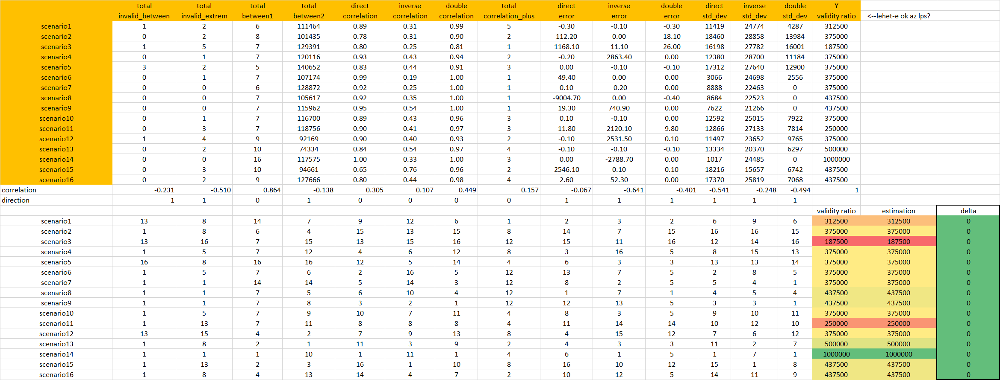 total total total total direct inverse double total direct inverse double direct inverse double Y
invalid_between invalid_extrem between1 between2 correlation correlation correlation correlation_plus error error error std_dev std_dev std_dev validity ratio <--lehet-e ok az lps?
scenario1 1 2 6 111464 0.89 0.31 0.99 5 -0.30 -0.10 -0.30 11419 24774 4287 312500
scenario2 0 2 8 101435 0.78 0.31 0.90 2 112.20 0.00 18.10 18460 28858 13984 375000
scenario3 1 5 7 129391 0.80 0.25 0.81 1 1168.10 11.10 26.00 16198 27782 16001 187500
scenario4 0 1 7 120116 0.93 0.43 0.94 2 -0.20 2863.40 0.00 12380 28700 11184 375000
scenario5 3 2 5 140652 0.83 0.44 0.91 3 0.00 -0.10 -0.10 17312 27640 12900 375000
scenario6 0 1 7 107174 0.99 0.19 1.00 1 49.40 0.00 0.00 3066 24698 2556 375000
scenario7 0 0 6 128872 0.92 0.25 1.00 1 0.10 -0.20 0.00 8888 22463 0 375000
scenario8 0 0 7 105617 0.92 0.35 1.00 1 -9004.70 0.00 -0.40 8684 22523 0 437500
scenario9 0 0 7 115962 0.95 0.54 1.00 1 19.30 740.90 0.00 7622 21266 0 437500
scenario10 0 1 7 116700 0.89 0.43 0.96 3 0.10 -0.10 0.00 12592 25015 7922 375000
scenario11 0 3 7 118756 0.90 0.41 0.97 3 11.80 2120.10 9.80 12866 27133 7814 250000
scenario12 1 4 9 92169 0.90 0.40 0.93 2 -0.10 2531.50 0.10 11497 23652 9765 375000
scenario13 0 2 10 74334 0.84 0.54 0.97 4 -0.10 -0.10 -0.10 13334 20370 6297 500000
scenario14 0 0 16 117575 1.00 0.33 1.00 3 0.00 -2788.70 0.00 1017 24485 0 1000000
scenario15 0 3 10 94661 0.65 0.76 0.96 2 2546.10 0.10 0.10 18216 15657 6742 437500
scenario16 0 2 9 127666 0.80 0.44 0.98 4 2.60 52.30 0.00 17370 25819 7068 437500
correlation -0.231 -0.510 0.864 -0.138 0.305 0.107 0.449 0.157 -0.067 -0.641 -0.401 -0.541 -0.248 -0.494 1
direction 1 1 0 1 0 0 0 0 1 1 1 1 1 1
validity ratio estimation delta
scenario1 13 8 14 7 9 12 6 1 2 3 2 6 9 6 312500 312500 0
scenario2 1 8 6 4 15 13 15 8 14 7 15 16 16 15 375000 375000 0
scenario3 13 16 7 15 13 15 16 12 15 11 16 12 14 16 187500 187500 0
scenario4 1 5 7 12 4 6 12 8 3 16 5 8 15 13 375000 375000 0
scenario5 16 8 16 16 12 5 14 4 6 3 3 13 13 14 375000 375000 0
scenario6 1 5 7 6 2 16 5 12 13 7 5 2 8 5 375000 375000 0
scenario7 1 1 14 14 5 14 3 12 8 2 5 5 4 1 375000 375000 0
scenario8 1 1 7 5 6 10 4 12 1 7 1 4 5 4 437500 437500 0
scenario9 1 1 7 8 3 2 1 12 12 13 5 3 3 1 437500 437500 0
scenario10 1 5 7 9 10 7 11 4 8 3 5 9 10 11 375000 375000 0
scenario11 1 13 7 11 8 8 8 4 11 14 14 10 12 10 250000 250000 0
scenario12 13 15 4 2 7 9 13 8 4 15 12 7 6 12 375000 375000 0
scenario13 1 8 2 1 11 3 9 2 4 3 3 11 2 7 500000 500000 0
scenario14 1 1 1 10 1 11 1 4 6 1 5 1 7 1 1000000 1000000 0
scenario15 1 13 2 3 16 1 10 8 16 10 12 15 1 8 437500 437500 0
scenario16 1 8 4 13 14 4 7 2 10 12 5 14 11 9 437500 437500 0